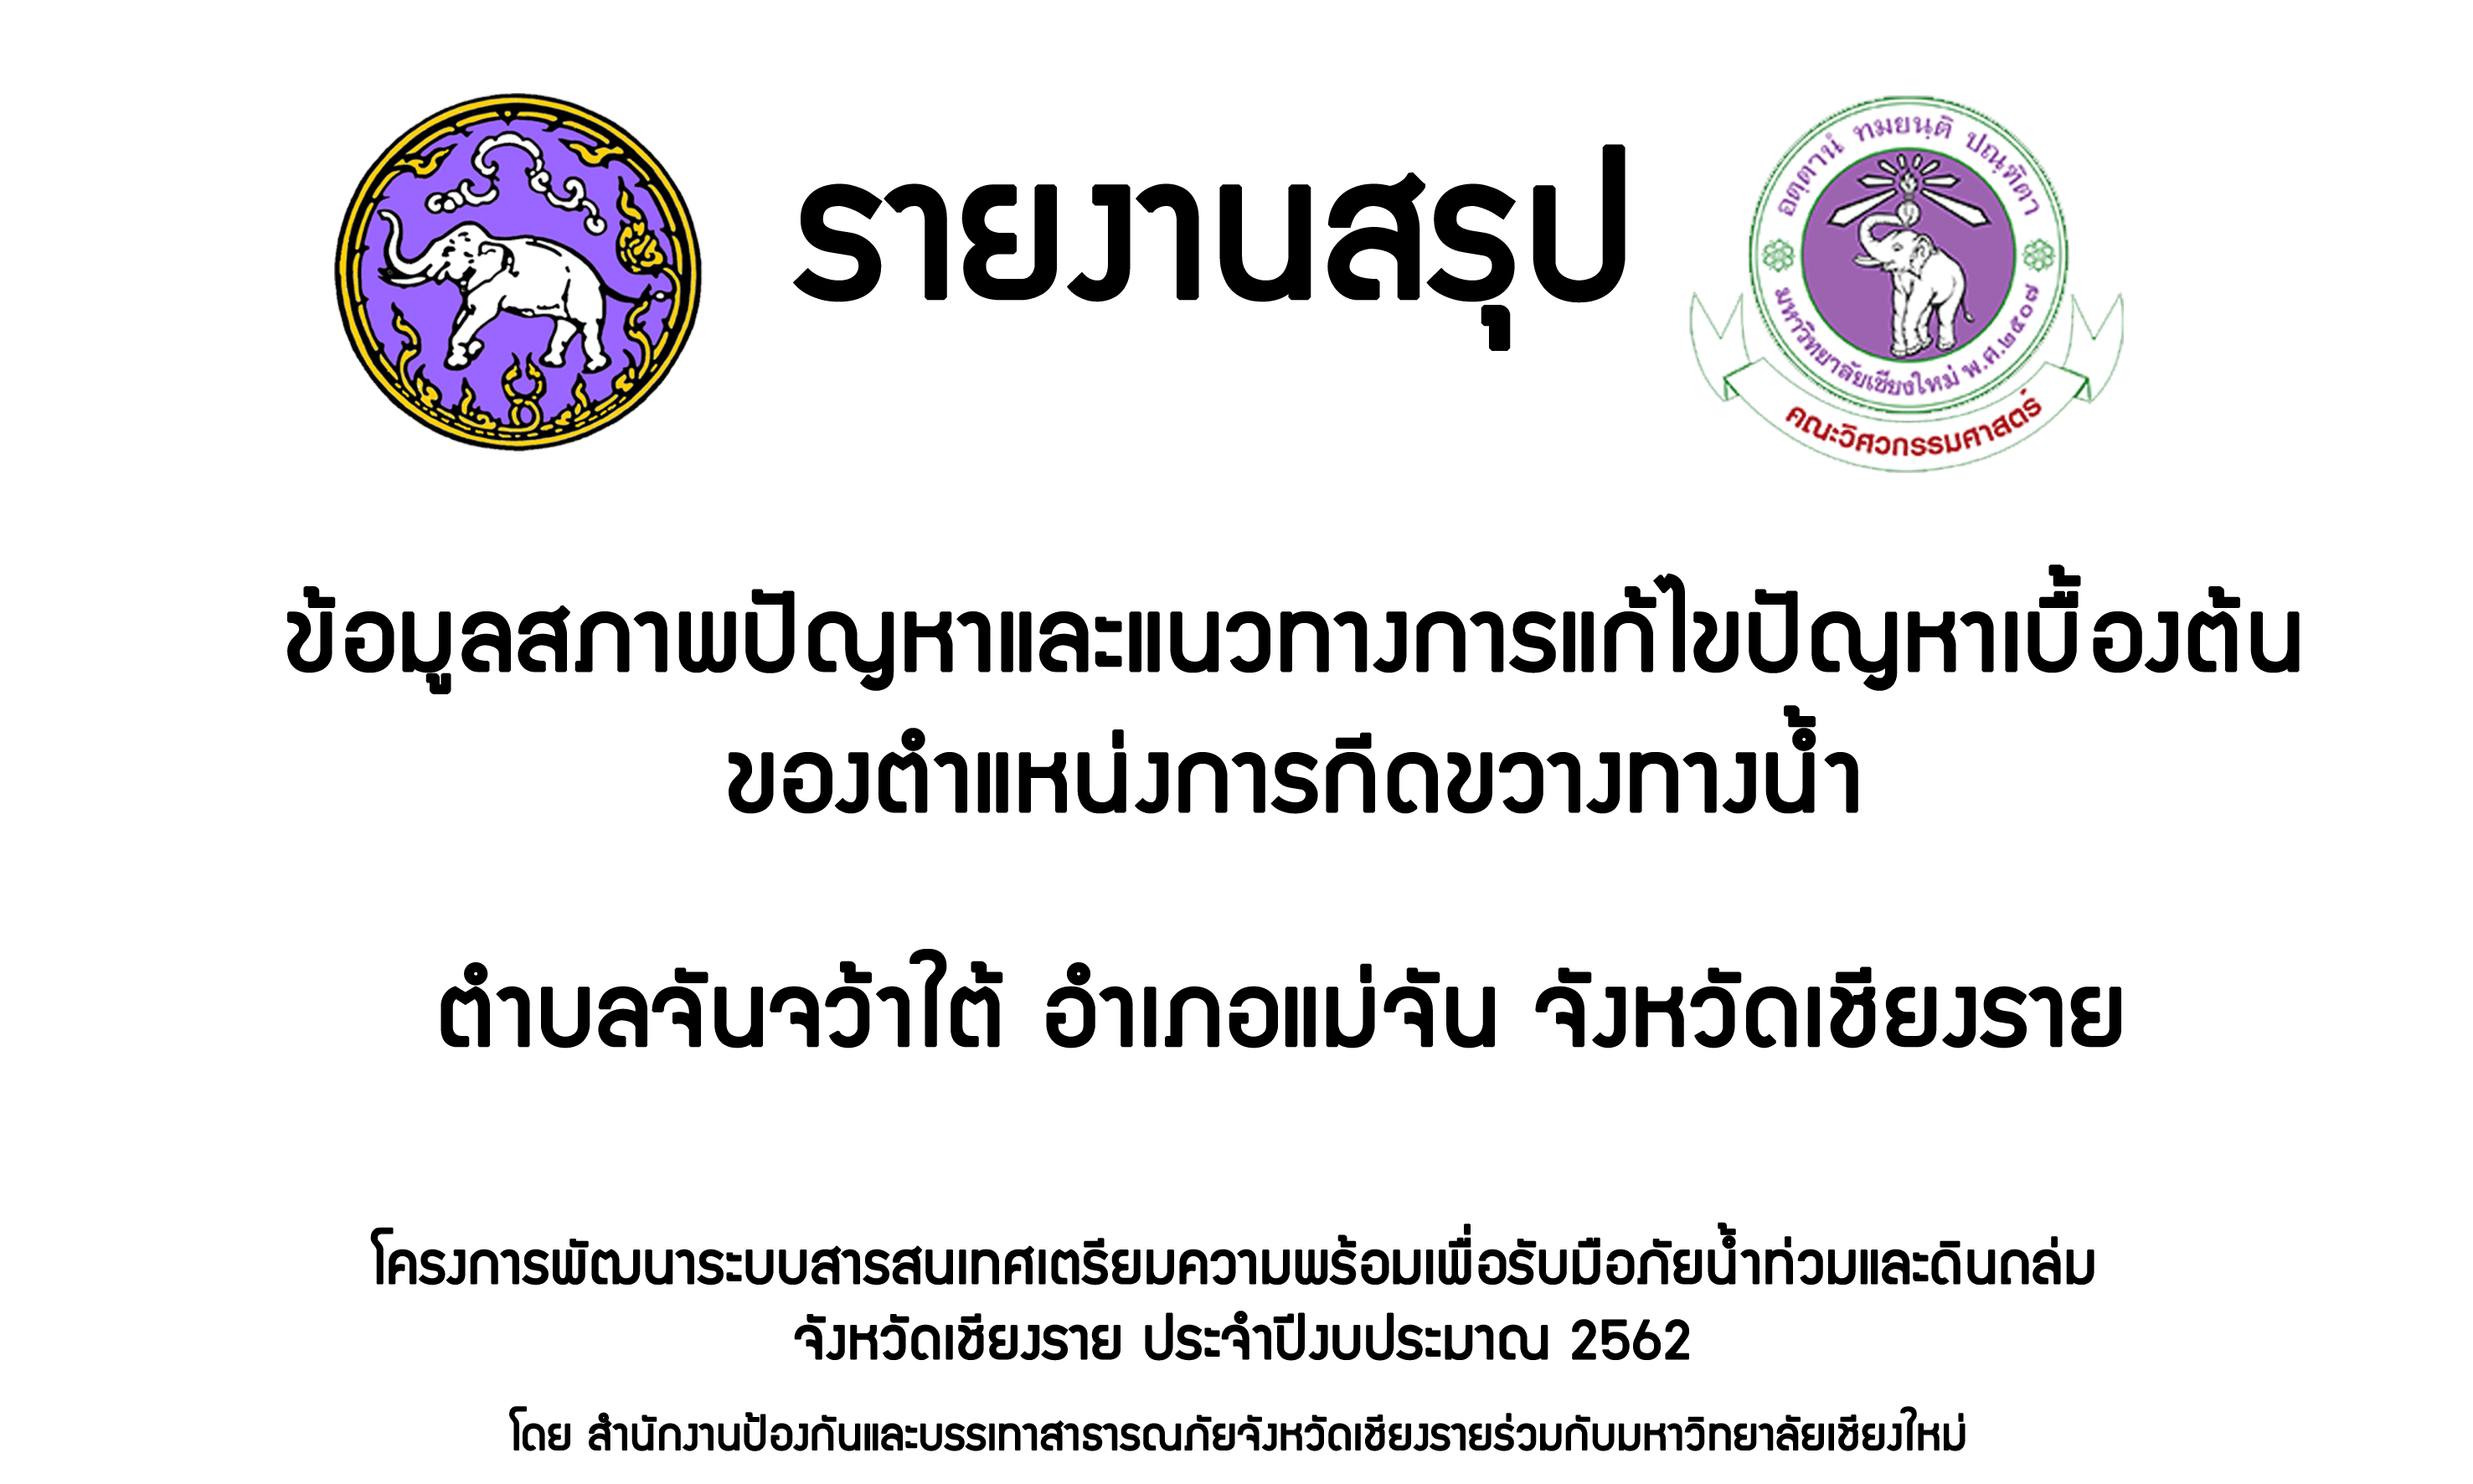 รายงานสรุป
อตฺตานํ ทมยนฺติ ปณฺฑิตา
มหาวิทยาลัยเชียงใหม่ พ.ศ.๒๕๐๗
คณะวิศวกรรมศาสตร์
ข้อมูลสภาพปัญหาและแนวทางการแก้ไขปัญหาเบื้องต้น
ของตำแหน่งการกีดขวางทางน้ำ
ตำบลจันจว้าใต้ อำเภอแม่จัน จังหวัดเชียงราย
โครงการพัฒนาระบบสารสนเทศเตรียมความพร้อมเพื่อรับมือภัยน้ำท่วมและดินถล่ม
จังหวัดเชียงราย ประจำปีงบประมาณ 2562
โดย สำนักงานป้องกันและบรรเทาสาธารณภัยจังหวัดเชียงรายร่วมกับมหาวิทยาลัยเชียงใหม่